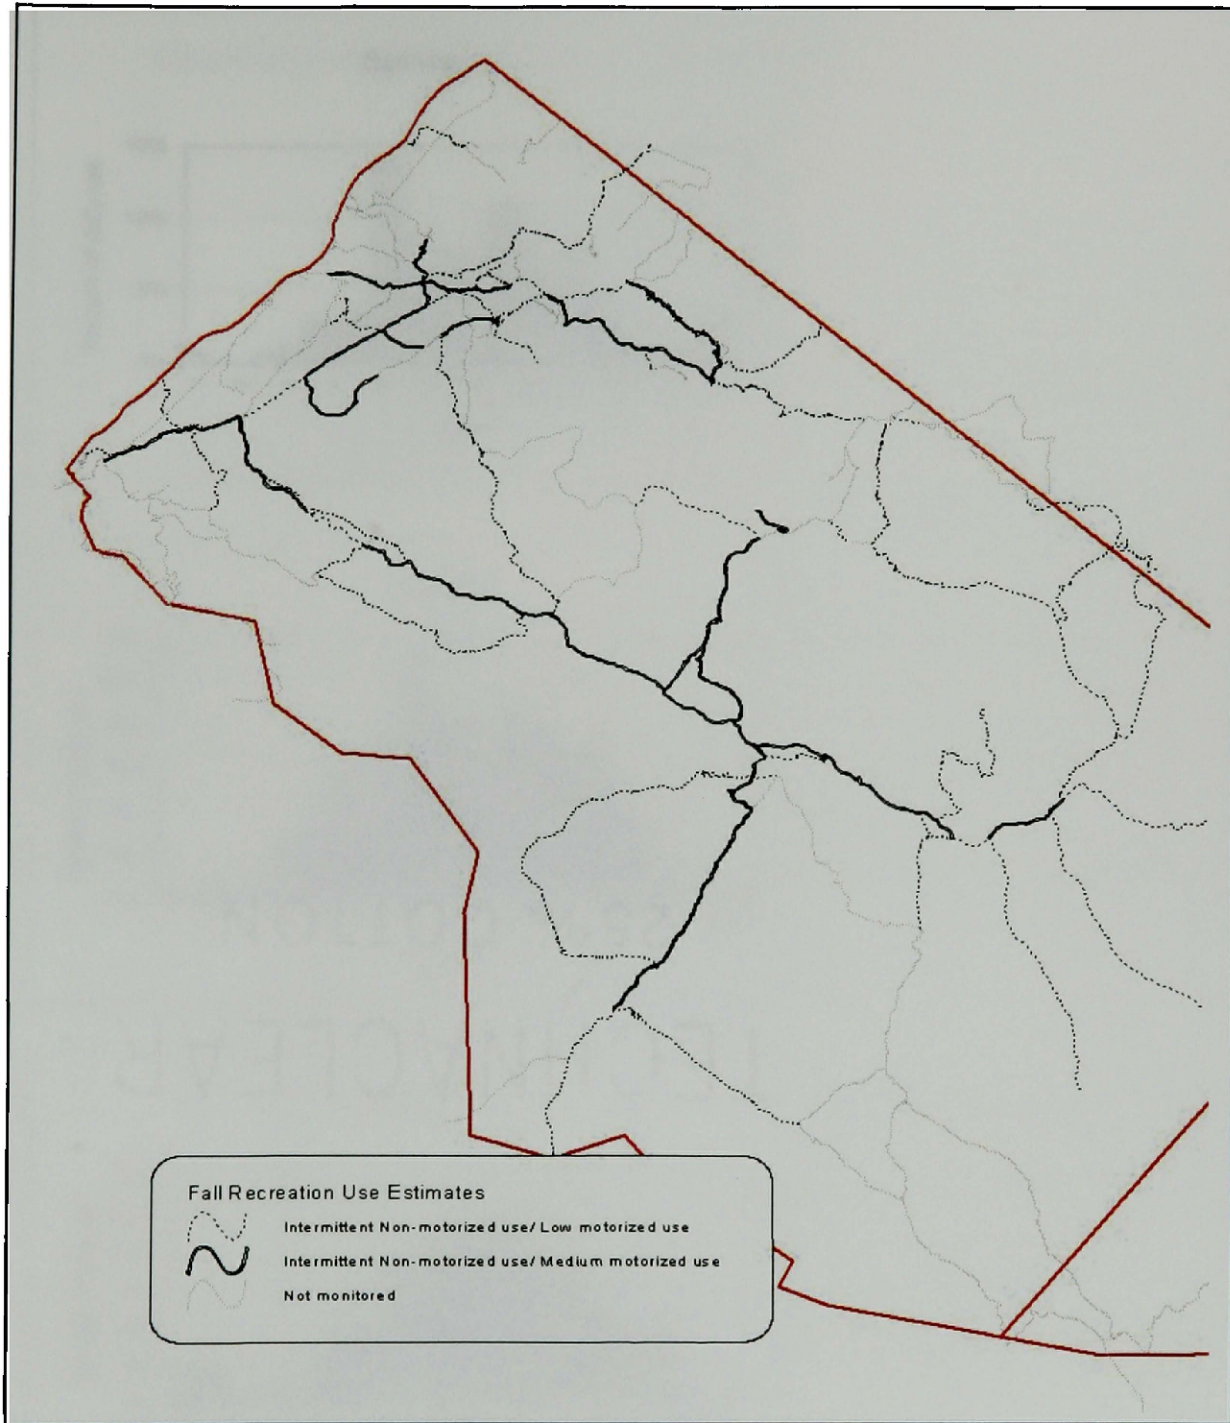 Fall Recreation Use Estimates
Intermittent Non-motorized use/ Low motorized use
Intermittent Non-motorized use/ Medium motorized use
Not monitored